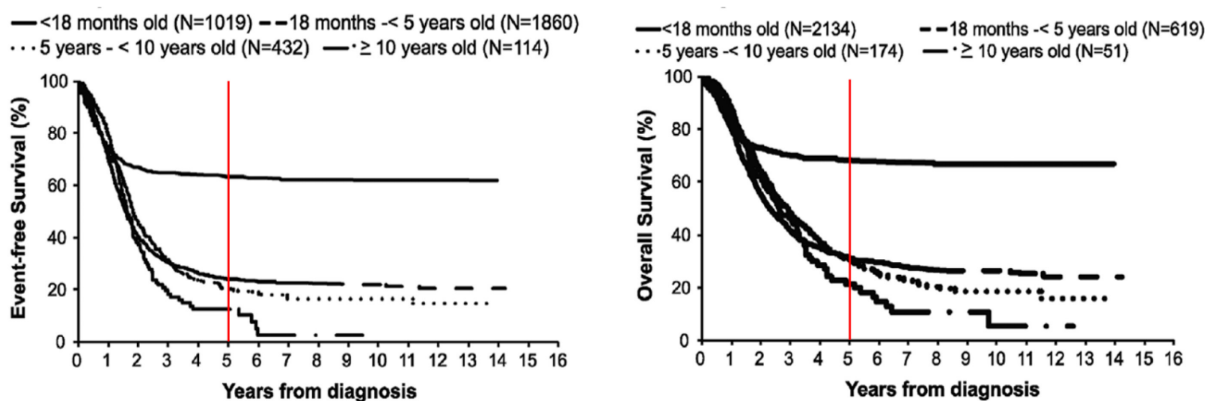 <18 months old (N=1019) 18 months -< 5 years old (N=1860)
5 years -< 10 years old (N=432) ≥ 10 years old (N=114)
Event-free Survival (%)
100
80
60
40
20
0
0 1 2 3 4 5 6 7 8 9 10 11 12 13 14 15 16
Years from diagnosis
<18 months old (N=2134) 18 months -< 5 years old (N=619)
5 years -< 10 years old (N=174) ≥ 10 years old (N=51)
Overall Survival (%)
100
80
60
40
20
0
0 1 2 3 4 5 6 7 8 9 10 11 12 13 14 15 16
Years from diagnosis